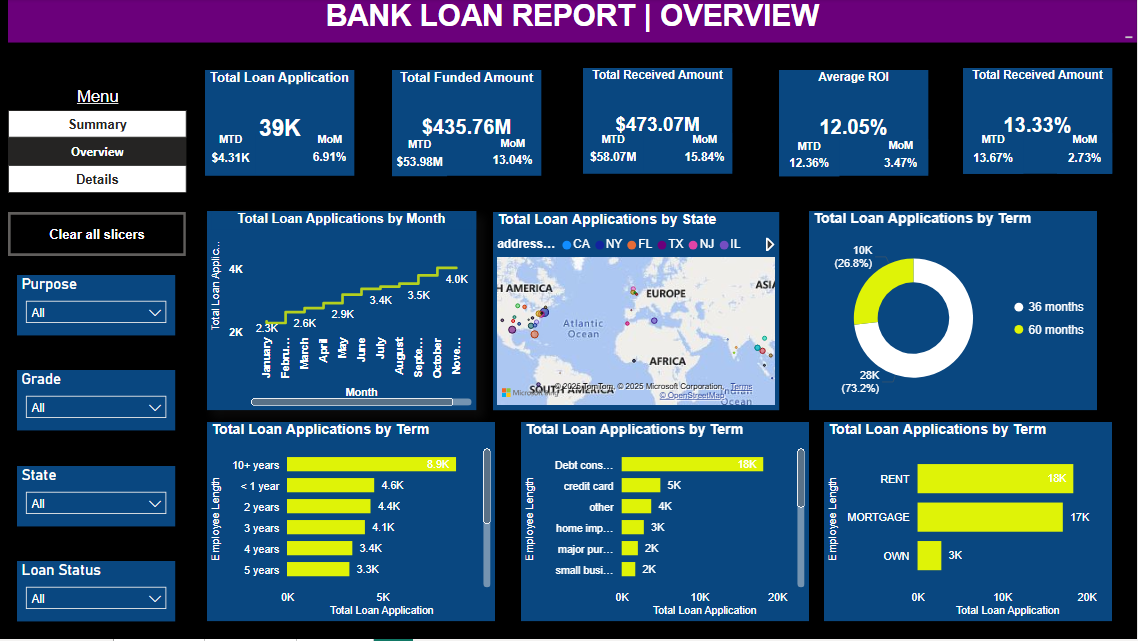 BANK LOAN REPORT | OVERVIEW
Menu
Summary
Overview
Details
Clear all slicers
Purpose
All
Grade
All
State
All
Loan Status
All
Total Loan Application
39K
MTD
MoM
$4.31K
6.91%
Total Funded Amount
$435.76M
MTD
MoM
$53.98M
13.04%
Total Received Amount
$473.07M
MTD
MoM
$58.07M
15.84%
Average ROI
12.05%
MTD
MoM
12.36%
3.47%
Total Received Amount
13.33%
MTD
MoM
13.67%
2.73%
Total Loan Applications by Month
Total Loan Applic...
4K
2K
2.3K
2.6K
2.9K
3.4K
3.5K
4.0K
January
Febru...
March
April
May
June
July
August
Septe...
October
Nove...
Month
Total Loan Applications by State
address...
CA
NY
FL
TX
NJ
IL
H AMERICA
EUROPE
ASIA
Atlantic
Ocean
AFRICA
SOUTH AMERICA
Ocean
Microsoft Bing
© 2025 TomTom, © 2025 Microsoft Corporation, Terms
© OpenStreetMap
Total Loan Applications by Term
10K
(26.8%)
28K
(73.2%)
36 months
60 months
Total Loan Applications by Term
Employee Length
10+ years
8.9K
< 1 year
4.6K
2 years
4.4K
3 years
4.1K
4 years
3.4K
5 years
3.3K
0K
5K
Total Loan Application
Total Loan Applications by Term
Employee Length
Debt cons...
18K
credit card
5K
other
4K
home imp...
3K
major pur...
2K
small busi...
2K
0K
10K
20K
Total Loan Application
Total Loan Applications by Term
Employee Length
RENT
18K
MORTGAGE
17K
OWN
3K
0K
10K
20K
Total Loan Application